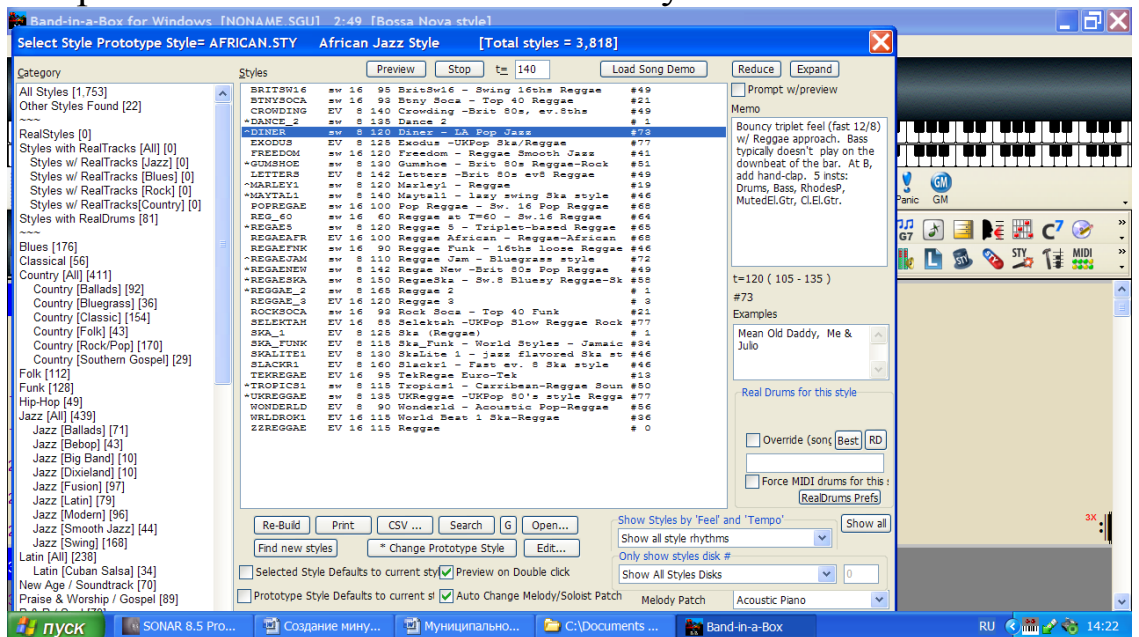 Band-in-a-Box for Windows [NONAME.SGU] 2:49 [Bossa Nova style]
Select Style Prototype Style= AFRICAN.STY African Jazz Style [Total styles = 3,818]
Category
All Styles [1,753]
Other Styles Found [22]
~~~
RealStyles [0]
Styles with RealTracks [All] [0]
Styles w/ RealTracks [Jazz] [0]
Styles w/ RealTracks [Blues] [0]
Styles w/ RealTracks [Rock] [0]
Styles w/ RealTracks[Country] [0]
Styles with RealDrums [81]
~~~
Blues [176]
Classical [56]
Country [All] [411]
Country [Ballads] [92]
Country [Bluegrass] [36]
Country [Classic] [154]
Country [Folk] [43]
Country [Rock/Pop] [170]
Country [Southern Gospel] [29]
Folk [112]
Funk [128]
Hip-Hop [49]
Jazz [All] [439]
Jazz [Ballads] [71]
Jazz [Bebop] [43]
Jazz [Big Band] [10]
Jazz [Dixieland] [10]
Jazz [Fusion] [97]
Jazz [Latin] [79]
Jazz [Modern] [96]
Jazz [Smooth Jazz] [44]
Jazz [Swing] [168]
Latin [All] [238]
Latin [Cuban Salsa] [34]
New Age / Soundtrack [70]
Praise & Worship / Gospel [89]
Styles
Preview Stop t= 140 Load Song Demo
BRITSW16 sw 16 95 BritSw16 - Swing 16ths Reggae #49
BTNYSOCA sw 16 93 Btny Soca - Top 40 Reggae #21
CROWDING EV 8 140 Crowding -Brit 80s, ev.8ths #49
^DANCE_2 sw 8 135 Dance 2 # 1
^DINER sw 8 120 Diner - LA Pop Jazz #73
EXODUS EV 8 125 Exodus -UKPop Ska/Reggae #77
FREEDOM sw 16 120 Freedom - Reggae Smooth Jazz #41
^GUMSHOE sw 8 130 Gumshoe - Brit 80s Reggae-Rock #51
LETTERS EV 8 142 Letters -Brit 80s ev8 Reggae #49
^MARLEY1 sw 8 120 Marley1 - Reggae #19
^MAYTAL1 sw 8 140 Maytal1 - lazy swing Ska style #46
POPREGAE sw 16 100 Pop Regae - Sw. 16 Pop Reggae #68
REG_60 sw 16 60 Reggae at T=60 - Sw.16 Reggae #64
^REGAE5 sw 8 120 Reggae 5 - Triplet-based Reggae #65
REGAEAFR EV 16 100 Reggae African - Reggae-African #68
REGAEFNK sw 16 90 Regae Funk - 16ths loose Reggae #46
^REGAEJAM sw 8 110 Regae Jam - Bluegrass style #72
^REGAENEW sw 8 142 Regae New -Brit 80s Pop Reggae #49
^REGAESKA sw 8 150 RegaeSka - Sw.8 Bluesy Reggae-Sk #58
^REGGAE_2 sw 8 165 Reggae 2 # 1
REGGAE_3 EV 16 120 Reggae 3 # 3
ROCKSOCA sw 16 93 Rock Soca - Top 40 Funk #21
SELEKTAH EV 16 85 Selektah -UKPop Slow Reggae Rock #77
SKA_1 EV 8 125 Ska (Reggae) # 1
SKA_FUNK EV 8 115 Ska_Funk - World Styles - Jamaic #34
SKALITE1 EV 8 130 SkaLite 1 - jazz flavored Ska st #46
SLACKR1 EV 8 160 Slackr1 - Fast ev. 8 Ska style #46
TEKREGAE EV 16 95 TekRegae Euro-Tek #13
^TROPICS1 sw 8 115 Tropics1 - Carribean-Reggae Soun #50
^UKREGGAE sw 8 135 UKReggae -UKPop 80's style Regga #77
WONDERLD EV 8 90 Wonderld - Acoustic Pop-Reggae #56
WRLDROK1 EV 16 115 World Beat 1 Ska-Reggae #36
ZZREGGAE EV 16 115 Reggae # 0
Re-Build Print CSV ... Search G Open...
Find new styles * Change Prototype Style Edit...
Selected Style Defaults to current styl Preview on Double click
Prototype Style Defaults to current st Auto Change Melody/Soloist Patch
Reduce Expand
Prompt w/preview
Memo
Bouncy triplet feel (fast 12/8)
w/ Reggae approach. Bass
typically doesn't play on the
downbeat of the bar. At B,
add hand-clap. 5 insts:
Drums, Bass, RhodesP,
MutedEl.Gtr, Cl.El.Gtr.
t=120 ( 105 - 135 )
#73
Examples
Mean Old Daddy, Me &
Julio
Real Drums for this style
Override (song Best RD
Force MIDI drums for this s
RealDrums Prefs
Show Styles by 'Feel' and 'Tempo' Show all
Show all style rhythms
Only show styles disk #
Show All Styles Disks 0
Melody Patch Acoustic Piano
Panic GM
G7 C7 STY MIDI
3X
пуск SONAR 8.5 Pro... Создание мину... Муниципально... C:\Documents ... Band-in-a-Box RU 14:22